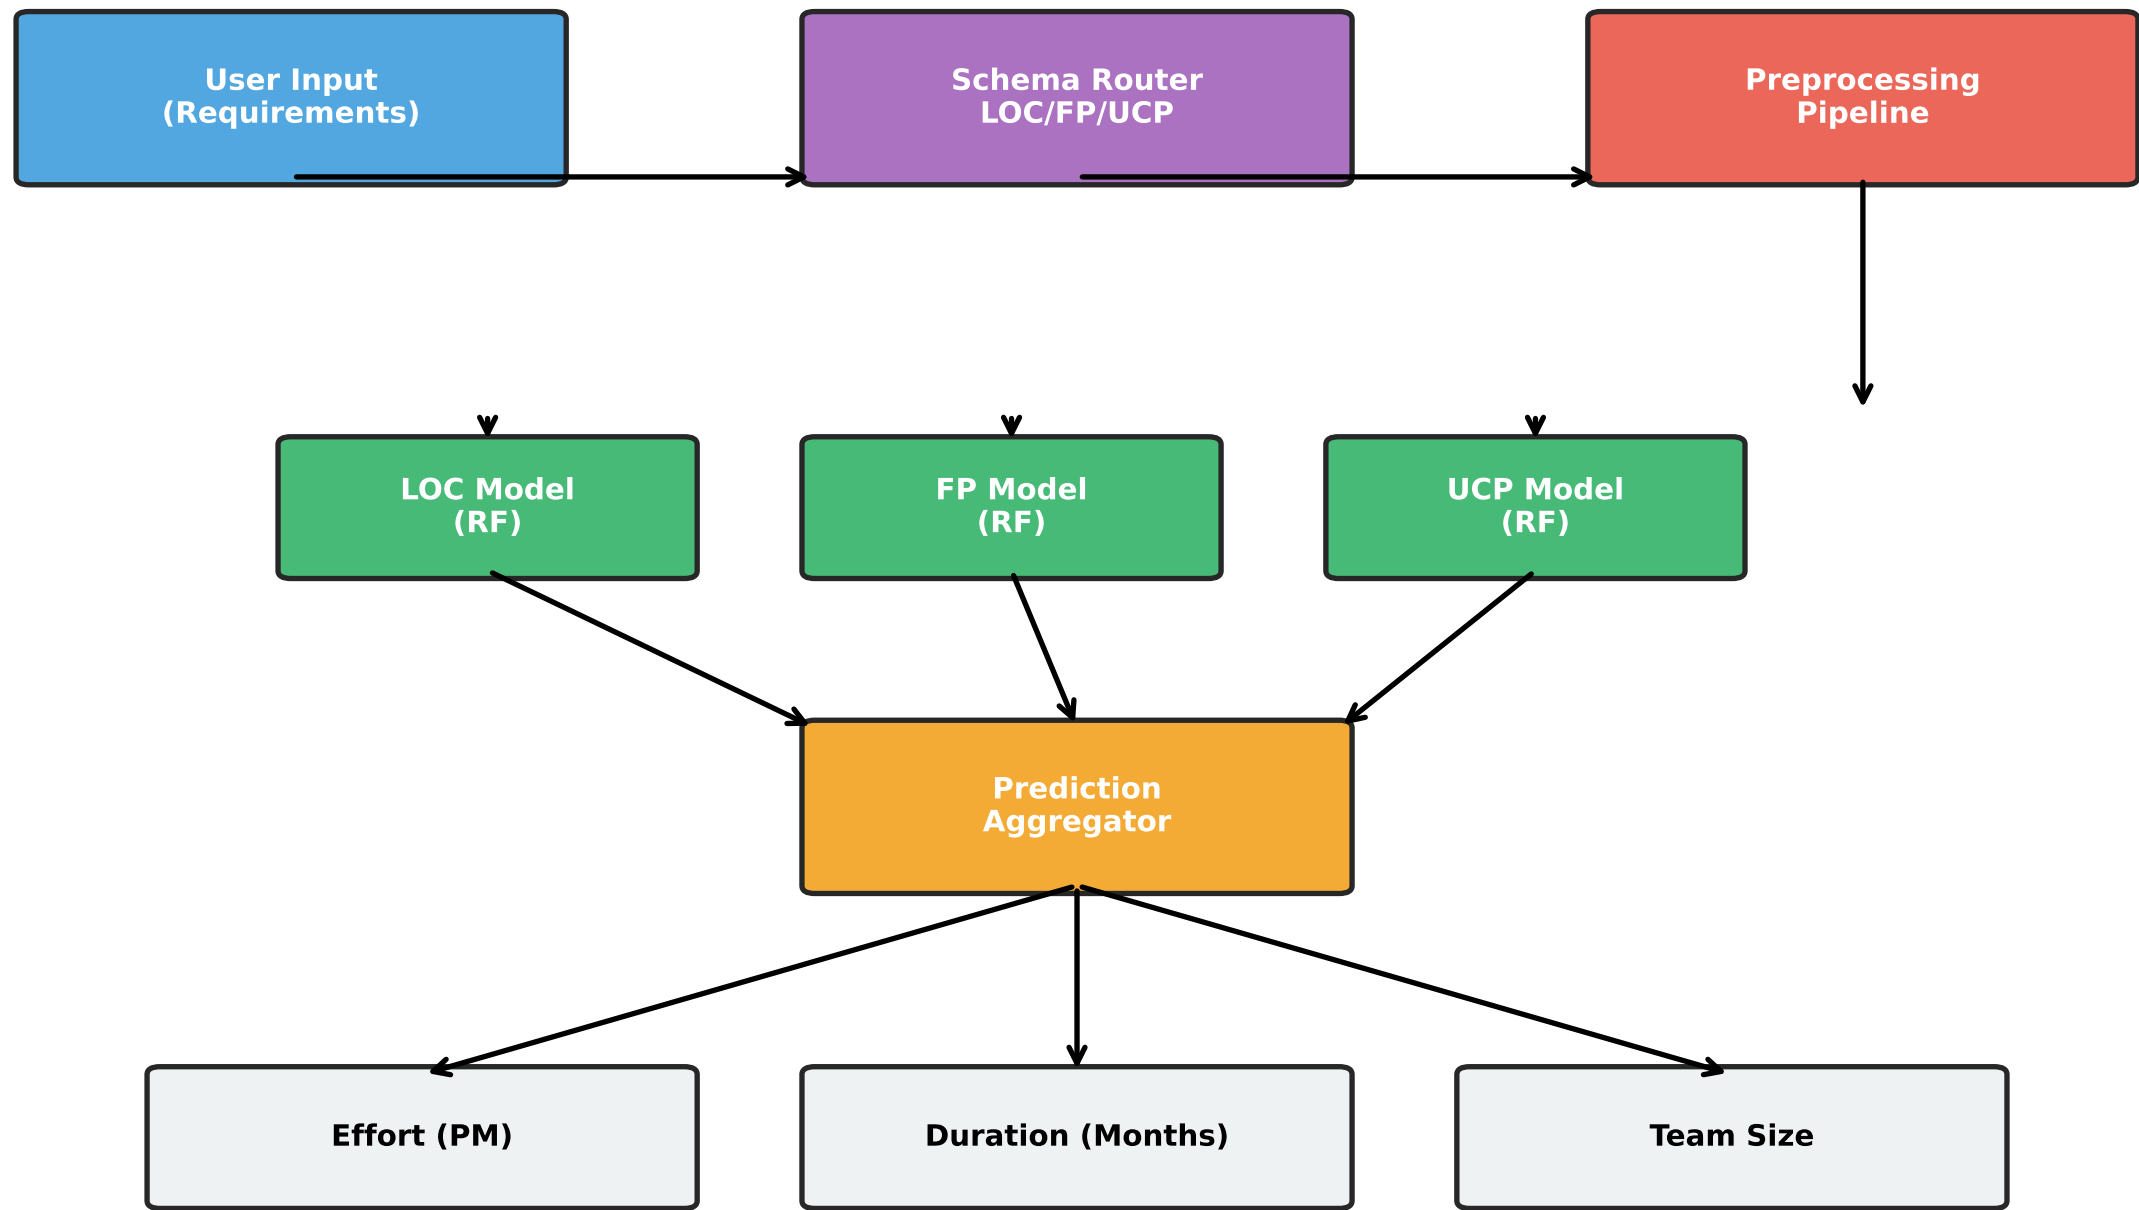 User Input
(Requirements)
Schema Router
LOC/FP/UCP
Preprocessing
Pipeline
LOC Model
(RF)
FP Model
(RF)
UCP Model
(RF)
Prediction
Aggregator
Effort (PM)
Duration (Months)
Team Size